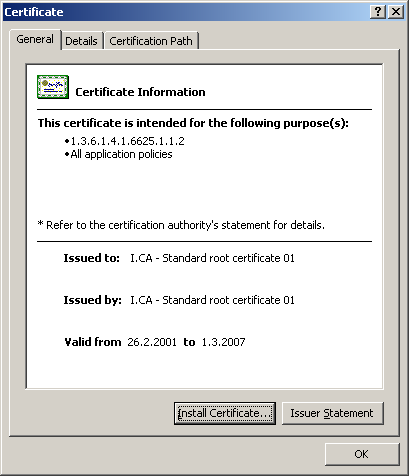 Certificate
General Details Certification Path
Certificate Information
This certificate is intended for the following purpose(s):
•1.3.6.1.4.1.6625.1.1.2
•All application policies
* Refer to the certification authority's statement for details.
Issued to: I.CA - Standard root certificate 01
Issued by: I.CA - Standard root certificate 01
Valid from 26.2.2001 to 1.3.2007
Install Certificate... Issuer Statement
OK